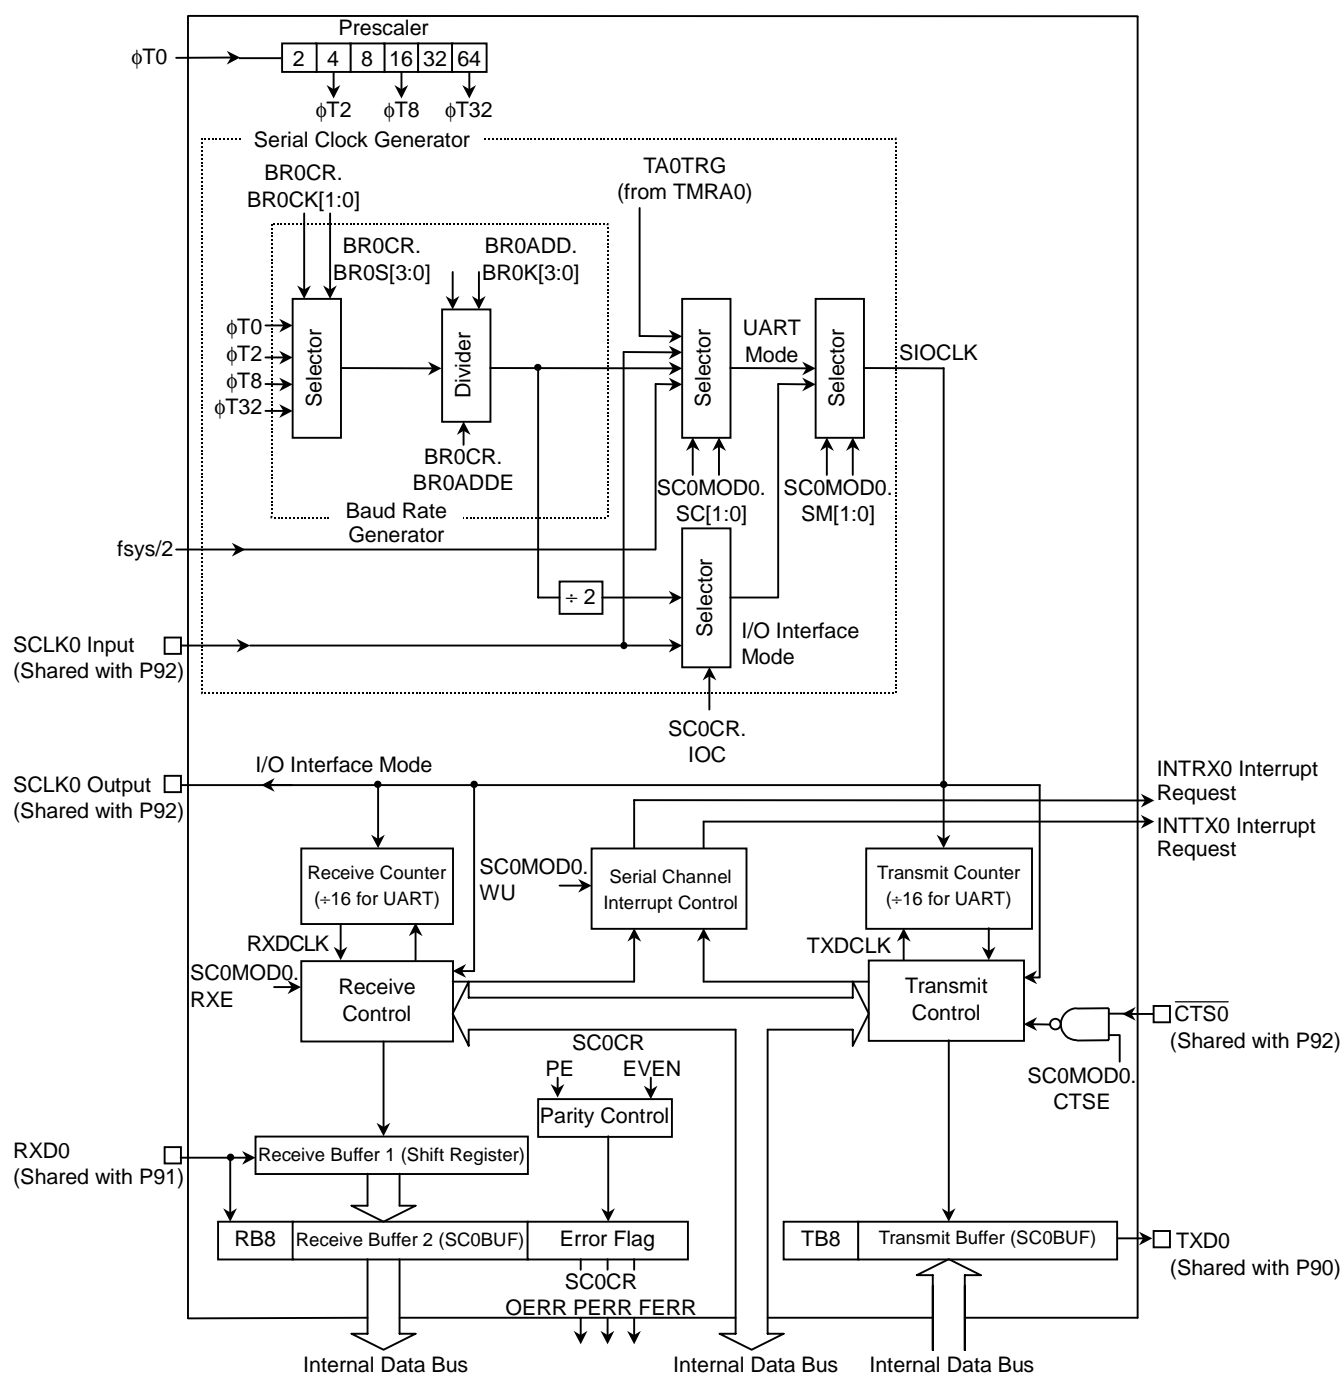 Prescaler
ϕT0
2 4 8 16 32 64
ϕT2 ϕT8 ϕT32
Serial Clock Generator
BR0CR.
BR0CK[1:0]
TA0TRG
(from TMRA0)
BR0CR.
BR0S[3:0]
BR0ADD.
BR0K[3:0]
ϕT0
ϕT2
ϕT8
ϕT32
Selector
Divider
Selector
UART
Mode
Selector
SIOCLK
BR0CR.
BR0ADDE
SC0MOD0.
SC[1:0]
SC0MOD0.
SM[1:0]
Baud Rate
Generator
fsys/2
÷ 2
Selector
I/O Interface
Mode
SCLK0 Input
(Shared with P92)
SC0CR.
IOC
I/O Interface Mode
SCLK0 Output
(Shared with P92)
INTRX0 Interrupt
Request
INTTX0 Interrupt
Request
Receive Counter
(÷16 for UART)
SC0MOD0.
WU
Serial Channel
Interrupt Control
Transmit Counter
(÷16 for UART)
RXDCLK
TXDCLK
SC0MOD0.
RXE
Receive
Control
Transmit
Control
CTS0
(Shared with P92)
SC0MOD0.
CTSE
SC0CR
PE EVEN
Parity Control
RXD0
(Shared with P91)
Receive Buffer 1 (Shift Register)
RB8 Receive Buffer 2 (SC0BUF) Error Flag
TB8 Transmit Buffer (SC0BUF)
TXD0
(Shared with P90)
SC0CR
OERR PERR FERR
Internal Data Bus
Internal Data Bus
Internal Data Bus